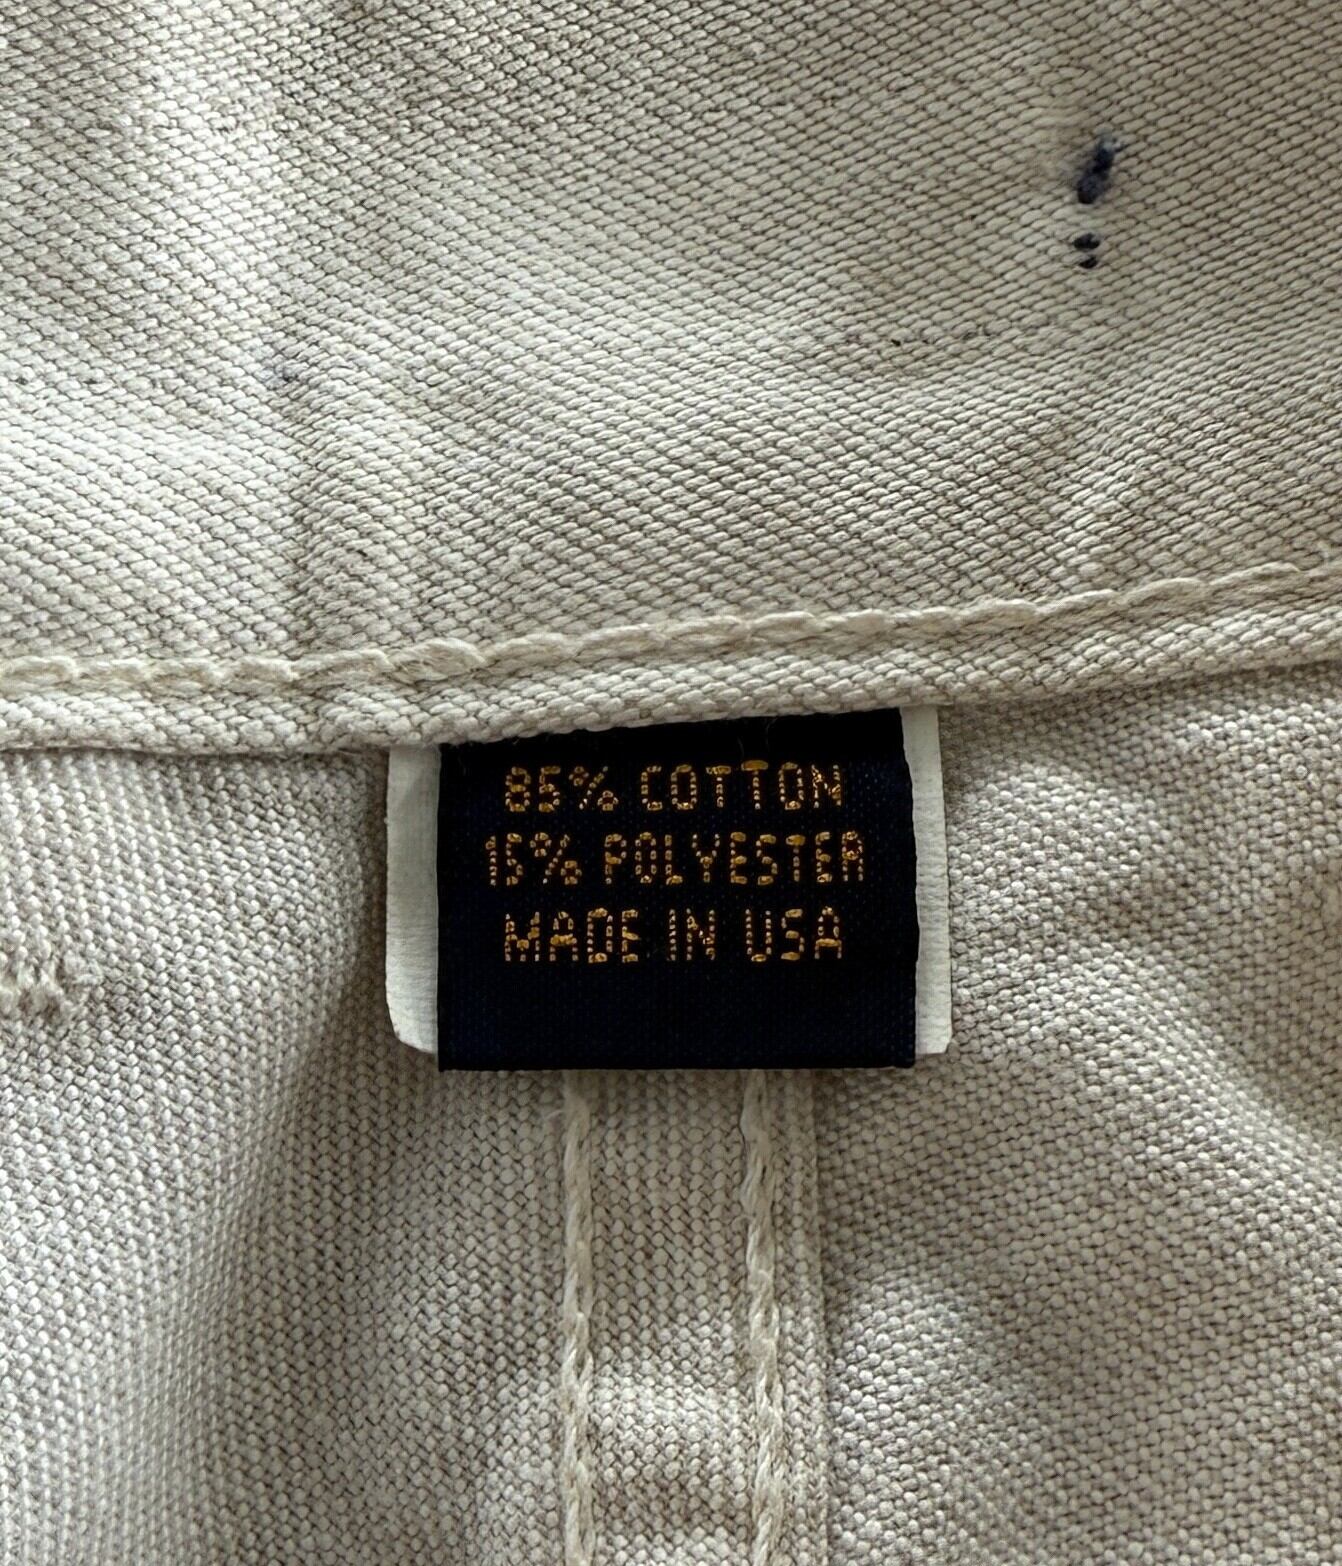 85% COTTON
15% POLYESTER
MADE IN USA